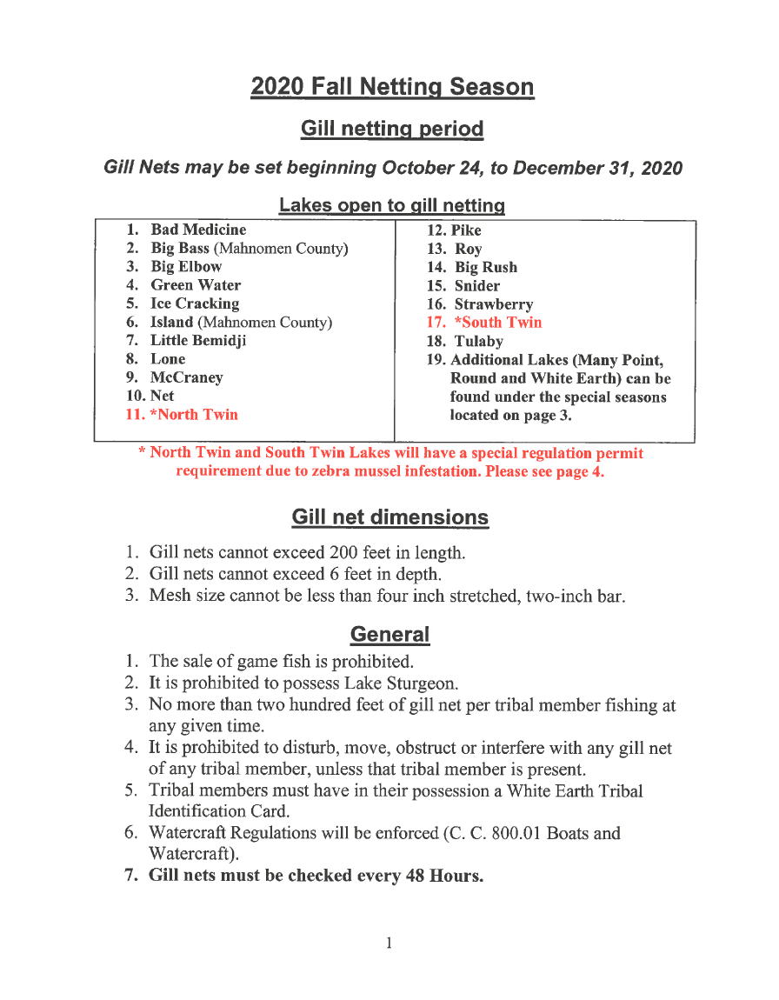 2020 Fall Netting Season
Gill netting period
Gill Nets may be set beginning October 24, to December 31, 2020
Lakes open to gill netting
1. Bad Medicine
2. Big Bass (Mahnomen County)
3. Big Elbow
4. Green Water
5. Ice Cracking
6. Island (Mahnomen County)
7. Little Bemidji
8. Lone
9. McCraney
10. Net
11. *North Twin
12. Pike
13. Roy
14. Big Rush
15. Snider
16. Strawberry
17. *South Twin
18. Tulaby
19. Additional Lakes (Many Point,
Round and White Earth) can be
found under the special seasons
located on page 3.
* North Twin and South Twin Lakes will have a special regulation permit
requirement due to zebra mussel infestation. Please see page 4.
Gill net dimensions
1. Gill nets cannot exceed 200 feet in length.
2. Gill nets cannot exceed 6 feet in depth.
3. Mesh size cannot be less than four inch stretched, two-inch bar.
General
1. The sale of game fish is prohibited.
2. It is prohibited to possess Lake Sturgeon.
3. No more than two hundred feet of gill net per tribal member fishing at
any given time.
4. It is prohibited to disturb, move, obstruct or interfere with any gill net
of any tribal member, unless that tribal member is present.
5. Tribal members must have in their possession a White Earth Tribal
Identification Card.
6. Watercraft Regulations will be enforced (C. C. 800.01 Boats and
Watercraft).
7. Gill nets must be checked every 48 Hours.
1